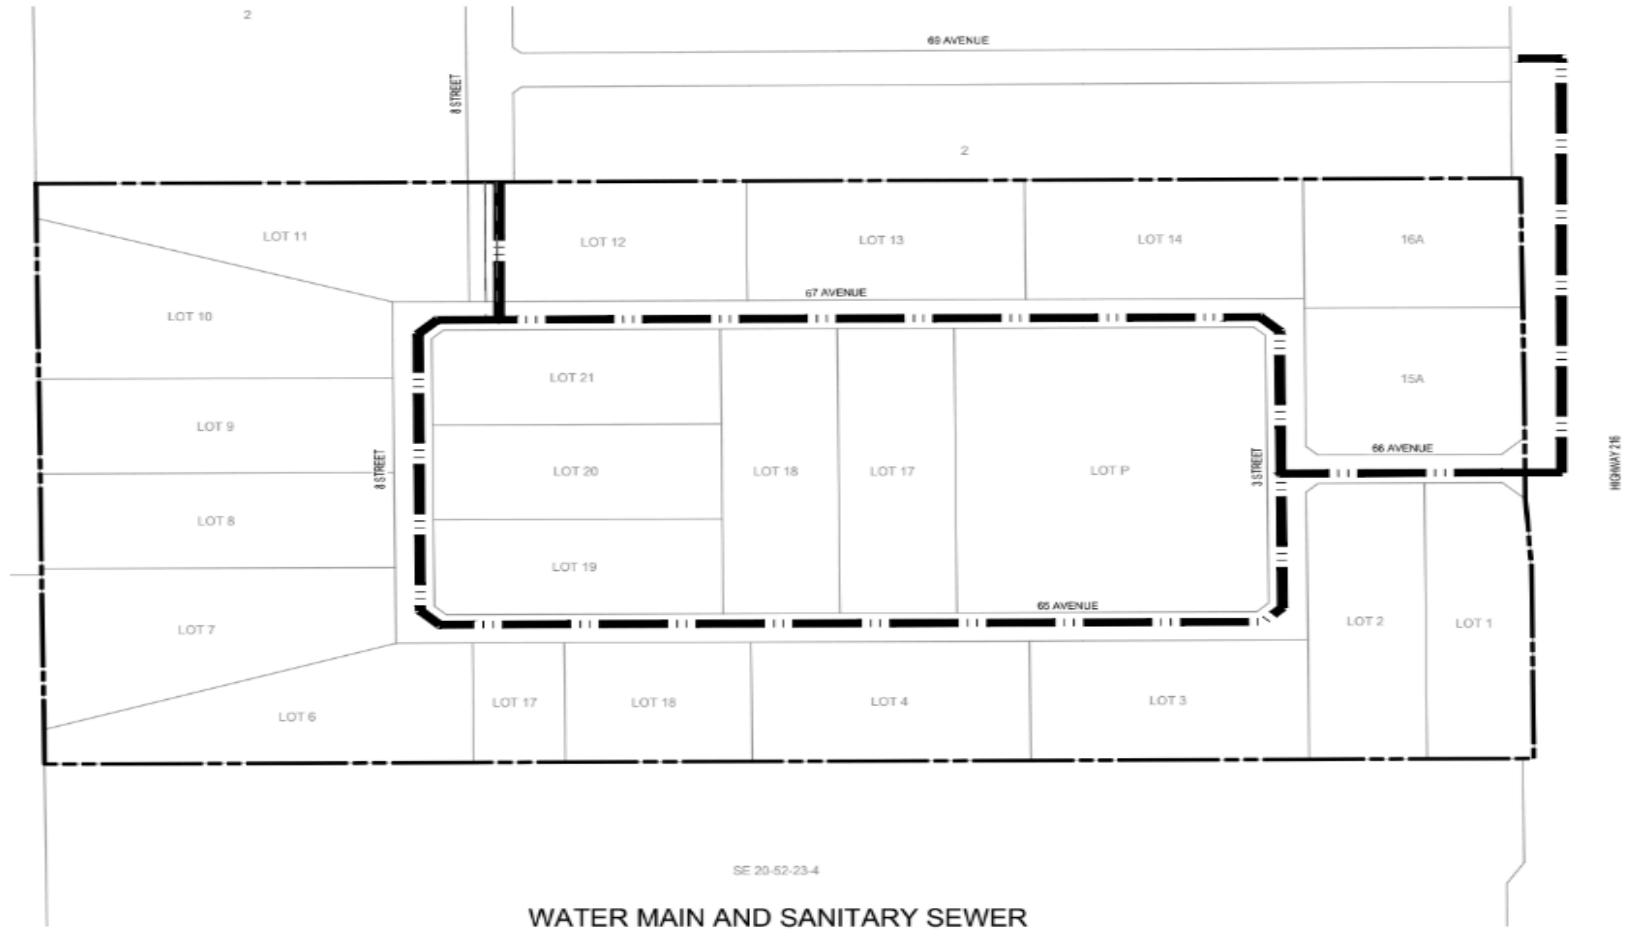 2
69 AVENUE
8 STREET
2
LOT 11
LOT 12
LOT 13
LOT 14
16A
67 AVENUE
LOT 10
LOT 21
15A
LOT 9
66 AVENUE
8 STREET
LOT 20
LOT 18
LOT 17
LOT P
3 STREET
HIGHWAY 216
LOT 8
LOT 19
65 AVENUE
LOT 7
LOT 2
LOT 1
LOT 6
LOT 17
LOT 18
LOT 4
LOT 3
SE 20-52-23-4
WATER MAIN AND SANITARY SEWER